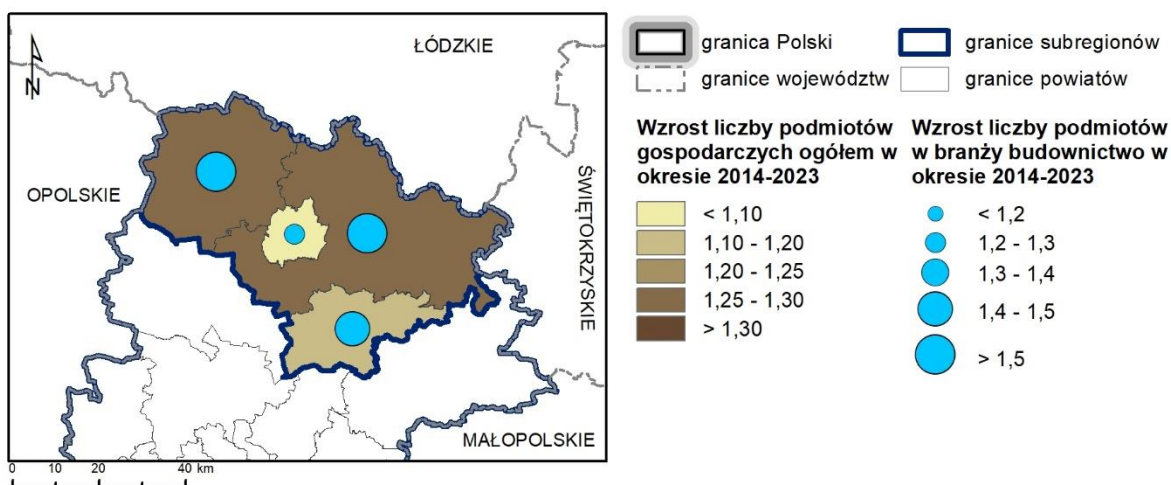 ŁÓDZKIE
N
OPOLSKIE
ŚWIĘTOKRZYSKIE
MAŁOPOLSKIE
0 10 20 40 km
granica Polski
granice województw
granice subregionów
granice powiatów
Wzrost liczby podmiotów
gospodarczych ogółem w
okresie 2014-2023
< 1,10
1,10 - 1,20
1,20 - 1,25
1,25 - 1,30
> 1,30
Wzrost liczby podmiotów
w branży budownictwo w
okresie 2014-2023
< 1,2
1,2 - 1,3
1,3 - 1,4
1,4 - 1,5
> 1,5